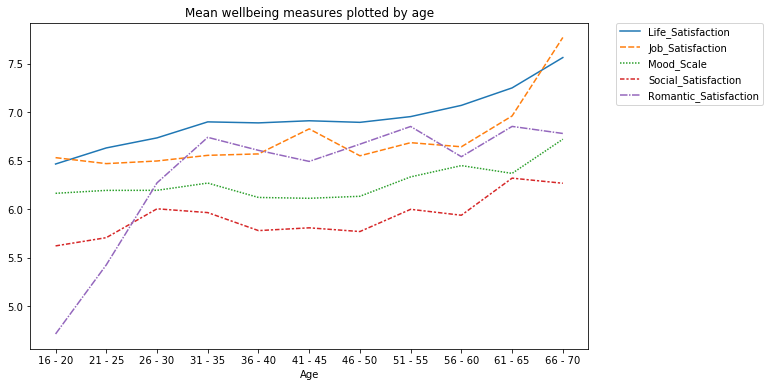 Mean wellbeing measures plotted by age
Life_Satisfaction
Job_Satisfaction
Mood_Scale
Social_Satisfaction
Romantic_Satisfaction
7.5
7.0
6.5
6.0
5.5
5.0
16 - 20 21 - 25 26 - 30 31 - 35 36 - 40 41 - 45 46 - 50 51 - 55 56 - 60 61 - 65 66 - 70
Age